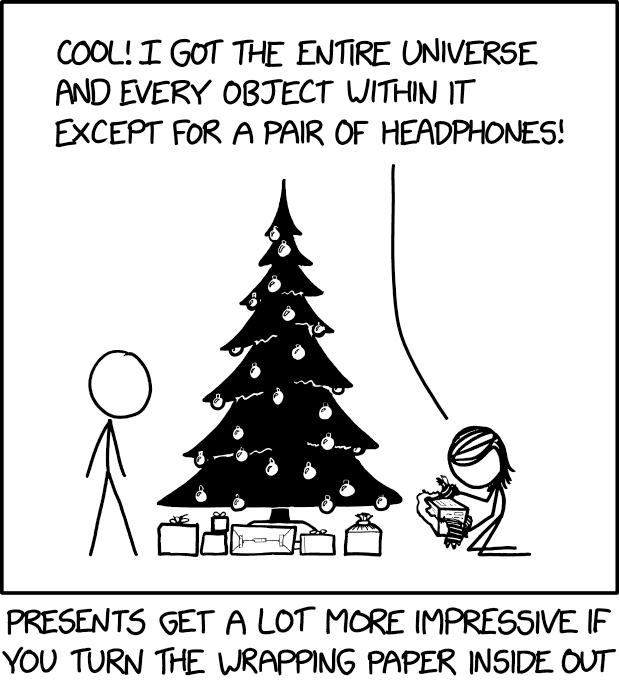 COOL! I GOT THE ENTIRE UNIVERSE
AND EVERY OBJECT WITHIN IT
EXCEPT FOR A PAIR OF HEADPHONES!
PRESENTS GET A LOT MORE IMPRESSIVE IF
YOU TURN THE WRAPPING PAPER INSIDE OUT